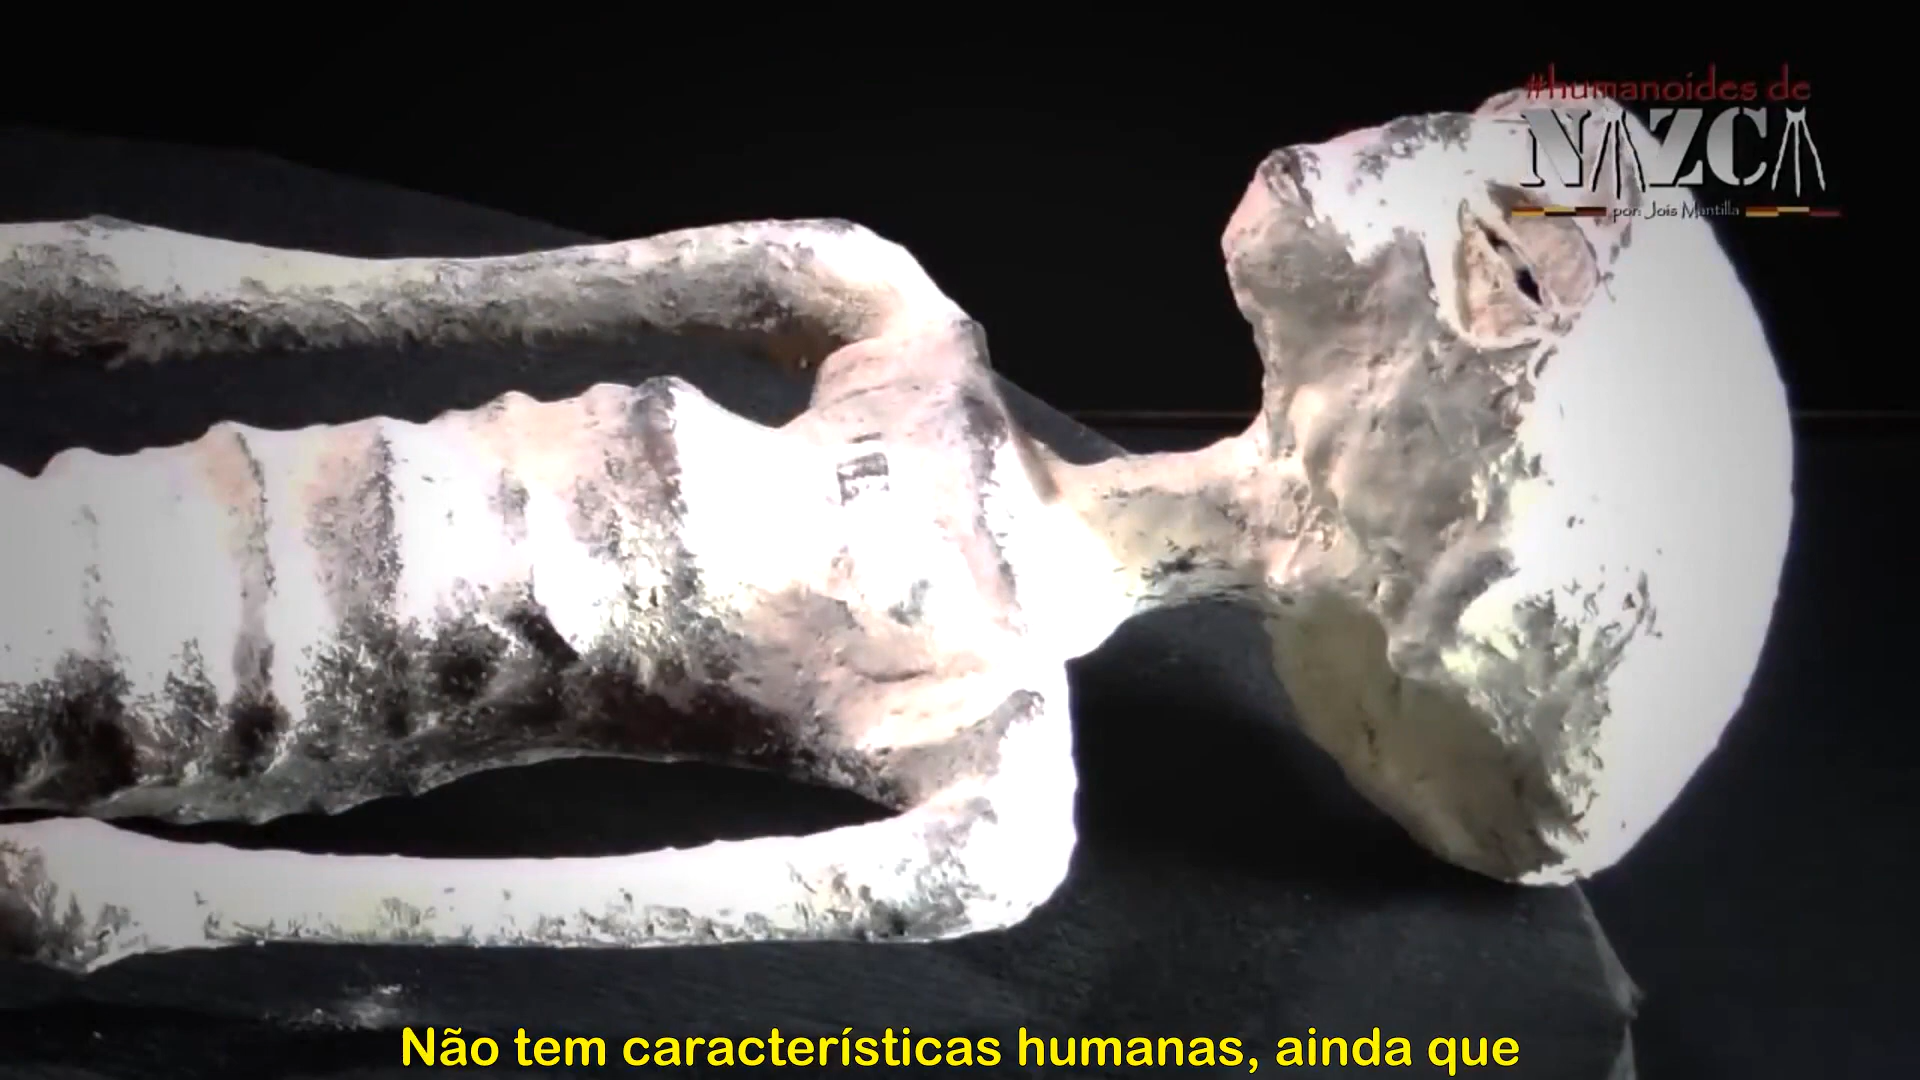 #humanoides de
NAZCA
por: Jois Mantilla
Não tem características humanas, ainda que